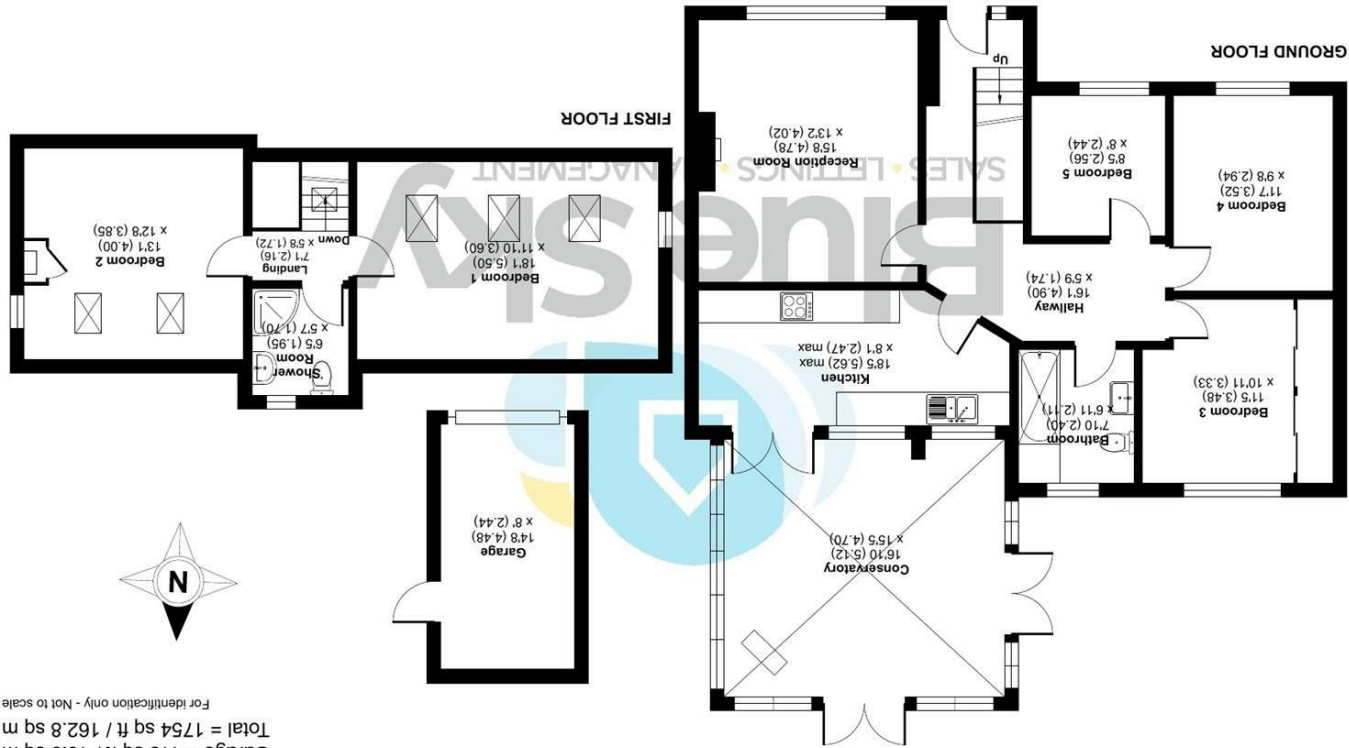 Total = 1754 sq ft / 162.8 sq m
For identification only - Not to scale
N
Conservatory
16'10 (5.12)
x 15'5 (4.70)
Garage
14'8 (4.48)
x 8' (2.44)
Bedroom 3
11'5 (3.48)
x 10'11 (3.33)
Bathroom
7'10 (2.40)
x 6'11 (2.11)
Kitchen
18'5 (5.62) max
x 8'1 (2.47) max
Shower
Room
6'5 (1.95)
x 5'7 (1.70)
Hallway
16'1 (4.90)
x 5'9 (1.74)
Bedroom 1
18'1 (5.50)
x 11'10 (3.60)
Landing
7'1 (2.16)
x 5'8 (1.72)
Down
Bedroom 2
13'1 (4.00)
x 12'8 (3.85)
Blue Sky
SALES • LETTINGS • MANAGEMENT
Bedroom 4
11'7 (3.52)
x 9'8 (2.94)
Bedroom 5
8'5 (2.56)
x 8' (2.44)
Reception Room
15'8 (4.78)
x 13'2 (4.02)
Up
FIRST FLOOR
GROUND FLOOR